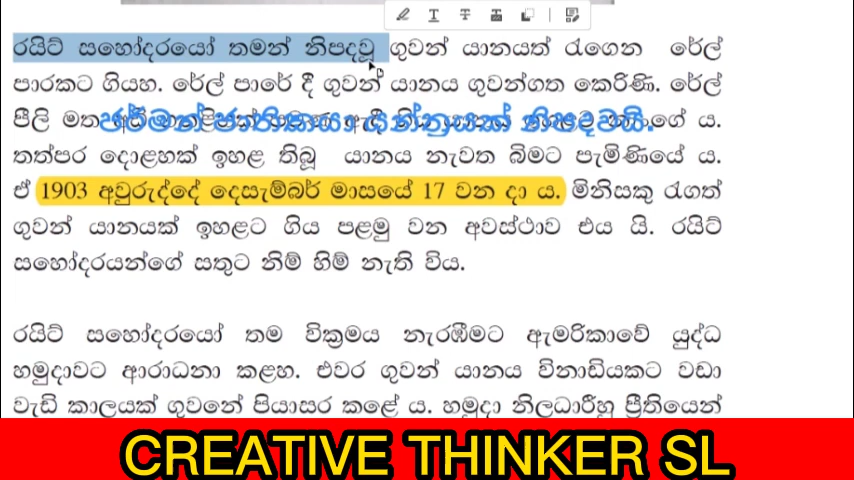 රයිට් සහෝදරයෝ තමන් නිපදවූ ගුවන් යානයත් රැගෙන රේල්
පාරකට ගියහ. රේල් පාරේ දී ගුවන් යානය ගුවන්ගත කෙරිණි. රේල්
පීලි මත
තත්පර දොළහක් ඉහළ තිබූ යානය නැවත බිමට පැමිණියේ ය.
ඒ 1903 අවුරුද්දේ දෙසැම්බර් මාසයේ 17 වන දා ය. මිනිසකු රැගත්
ගුවන් යානයක් ඉහළට ගිය පළමු වන අවස්ථාව එය යි. රයිට්
සහෝදරයන්ගේ සතුට නිම් හිම් නැති විය.
රයිට් සහෝදරයෝ තම වික්‍රමය නැරඹීමට ඇමරිකාවේ යුද්ධ
හමුදාවට ආරාධනා කළහ. එවර ගුවන් යානය විනාඩියකට වඩා
වැඩි කාලයක් ගුවනේ පියාසර කළේ ය. හමුදා නිලධාරීහු ප්‍රීතියෙන්
CREATIVE THINKER SL